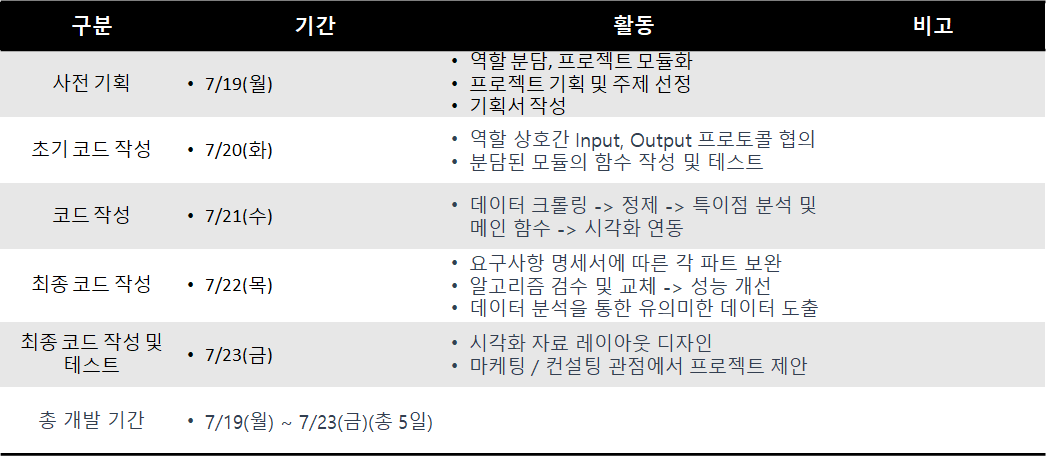 구분 기간 활동 비고
사전 기획 • 7/19(월) • 역할 분담, 프로젝트 모듈화
• 프로젝트 기획 및 주제 선정
• 기획서 작성
초기 코드 작성 • 7/20(화) • 역할 상호간 Input, Output 프로토콜 협의
• 분담된 모듈의 함수 작성 및 테스트
코드 작성 • 7/21(수) • 데이터 크롤링 -> 정제 -> 특이점 분석 및
메인 함수 -> 시각화 연동
최종 코드 작성 • 7/22(목) • 요구사항 명세서에 따른 각 파트 보완
• 알고리즘 검수 및 교체 -> 성능 개선
• 데이터 분석을 통한 유의미한 데이터 도출
최종 코드 작성 및
테스트 • 7/23(금) • 시각화 자료 레이아웃 디자인
• 마케팅 / 컨설팅 관점에서 프로젝트 제안
총 개발 기간 • 7/19(월) ~ 7/23(금)(총 5일)